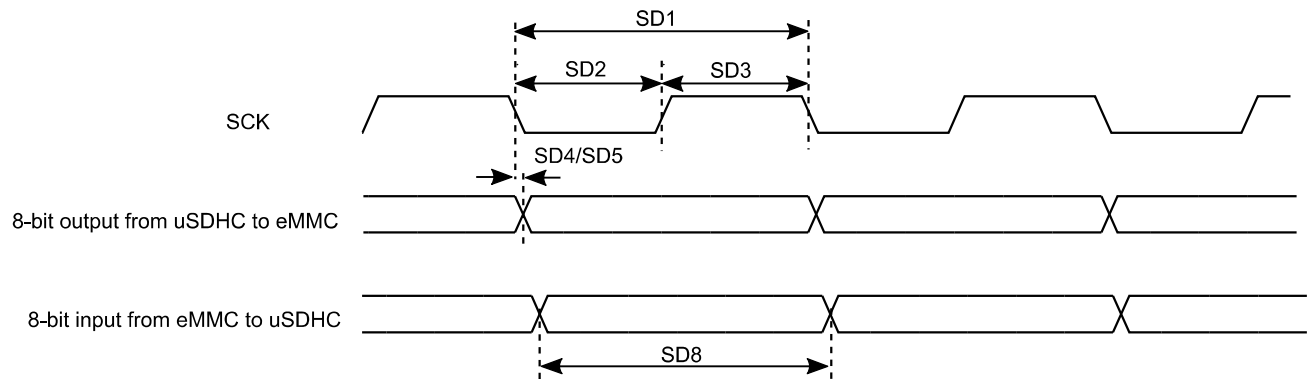 SD1
SD2
SD3
SCK
SD4/SD5
8-bit output from uSDHC to eMMC
8-bit input from eMMC to uSDHC
SD8